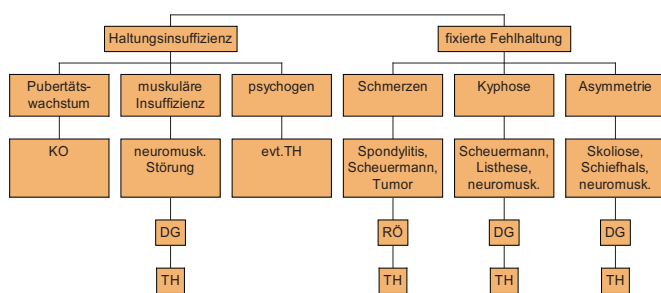 Haltungsinsuffizienz
fixierte Fehlhaltung
Pubertäts-
wachstum
muskuläre
Insuffizienz
psychogen
Schmerzen
Kyphose
Asymmetrie
KO
neuromusk.
Störung
evt.TH
Spondylitis,
Scheuermann,
Tumor
Scheuermann,
Listhese,
neuromusk.
Skoliose,
Schiefhals,
neuromusk.
DG
RÖ
DG
DG
TH
TH
TH
TH